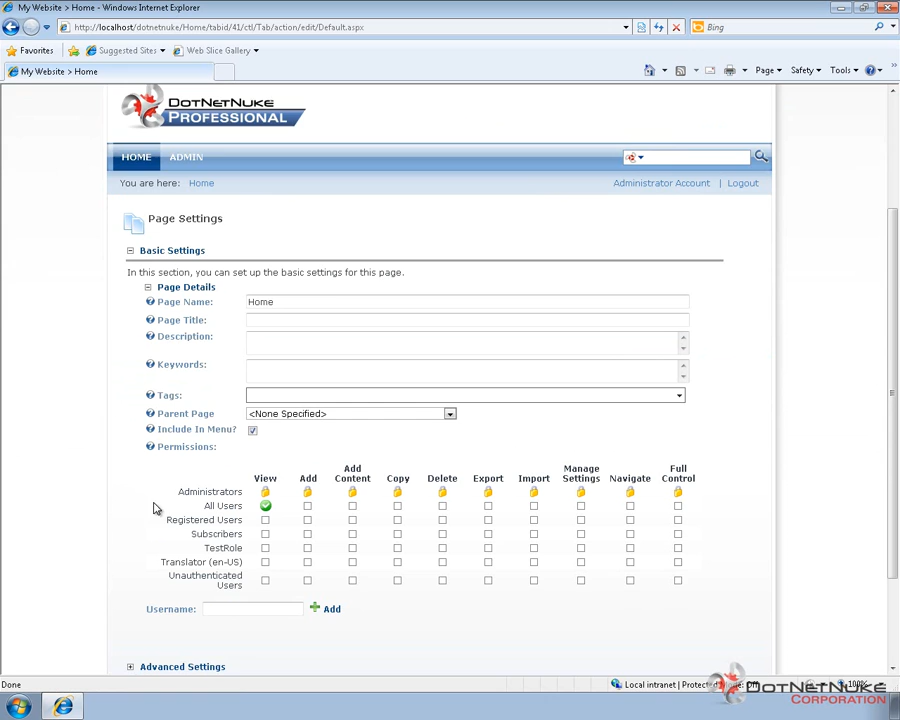 My Website > Home - Windows Internet Explorer
http://localhost/dotnetnuke/Home/tabid/41/ctl/Tab/action/edit/Default.aspx
Bing
Favorites Suggested Sites Web Slice Gallery
My Website > Home
Page Safety Tools
DOTNETNUKE
PROFESSIONAL
HOME ADMIN
You are here: Home
Administrator Account | Logout
Page Settings
Basic Settings
In this section, you can set up the basic settings for this page.
Page Details
Page Name: Home
Page Title:
Description:
Keywords:
Tags:
Parent Page <None Specified>
Include In Menu?
Permissions:
View Add Add Content Copy Delete Export Import Manage Settings Navigate Full Control
Administrators
All Users
Registered Users
Subscribers
TestRole
Translator (en-US)
Unauthenticated Users
Username: Add
Advanced Settings
Done
Local intranet | Protected Mode: Off
100%
DOTNETNUKE
CORPORATION